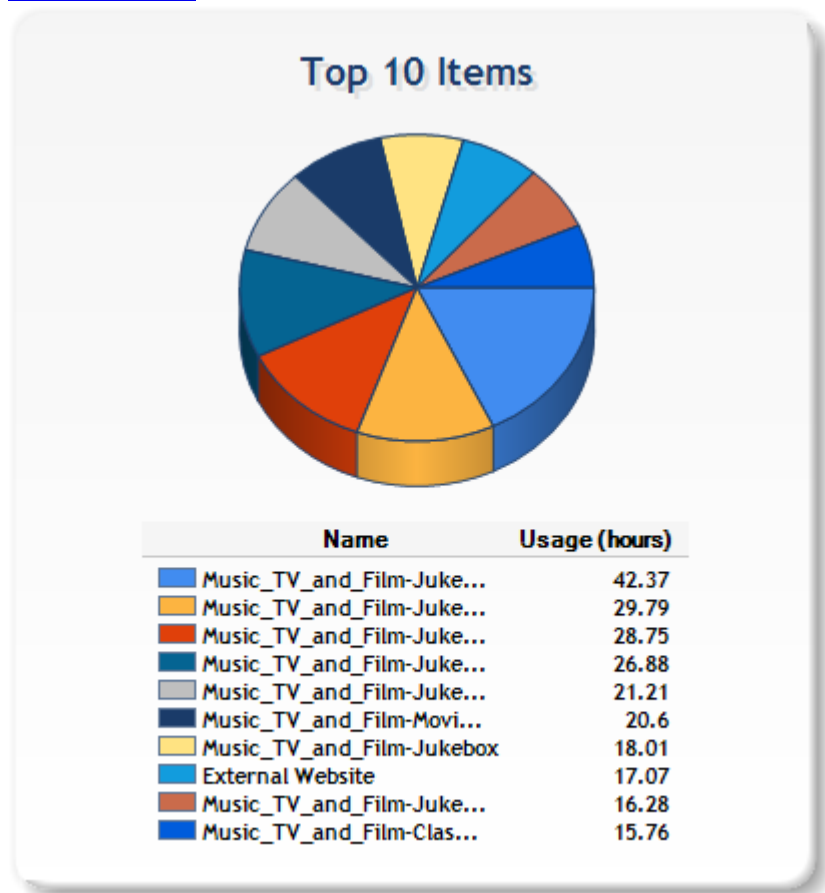 Top 10 Items
Name Usage (hours)
Music_TV_and_Film-Juke... 42.37
Music_TV_and_Film-Juke... 29.79
Music_TV_and_Film-Juke... 28.75
Music_TV_and_Film-Juke... 26.88
Music_TV_and_Film-Juke... 21.21
Music_TV_and_Film-Movi... 20.6
Music_TV_and_Film-Jukebox 18.01
External Website 17.07
Music_TV_and_Film-Juke... 16.28
Music_TV_and_Film-Clas... 15.76